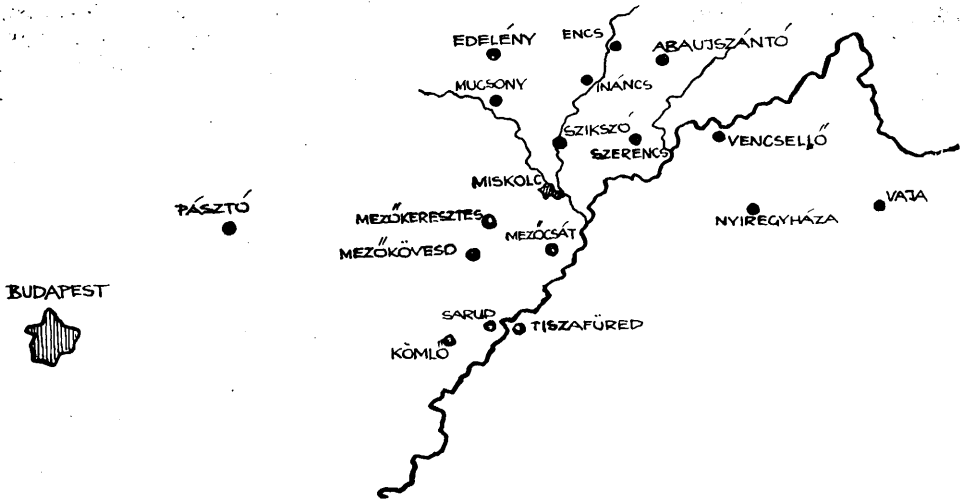 EDELÉNY
ENCS
ABAUJSZÁNTÓ
MUCSONY
INÁNCS
SZIKSZÓ
SZERENCS
VENCSELLŐ
MISKOLC
PÁSZTÓ
MEZŐKERESZTES
NYIREGYHÁZA
VAJA
MEZŐCSÁT
MEZŐKÖVESD
BUDAPEST
SARUD
TISZAFÜRED
KÖMLŐ